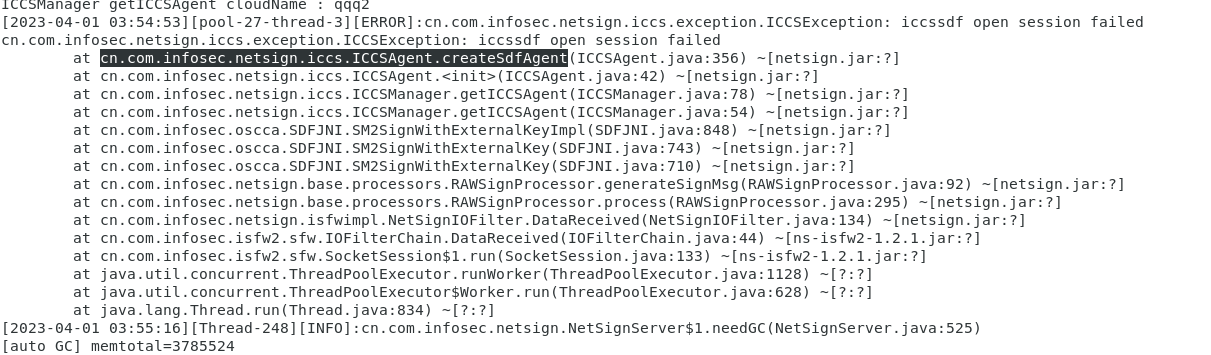 ICCSManager getICCSAgent cloudName : qqq2
[2023-04-01 03:54:53][pool-27-thread-3][ERROR]:cn.com.infosec.netsign.iccs.exception.ICCSException: iccssdf open session failed
cn.com.infosec.netsign.iccs.exception.ICCSException: iccssdf open session failed
at cn.com.infosec.netsign.iccs.ICCSAgent.createSdfAgent(ICCSAgent.java:356) ~[netsign.jar:?]
at cn.com.infosec.netsign.iccs.ICCSAgent.<init>(ICCSAgent.java:42) ~[netsign.jar:?]
at cn.com.infosec.netsign.iccs.ICCSManager.getICCSAgent(ICCSManager.java:78) ~[netsign.jar:?]
at cn.com.infosec.netsign.iccs.ICCSManager.getICCSAgent(ICCSManager.java:54) ~[netsign.jar:?]
at cn.com.infosec.oscca.SDFJNI.SM2SignWithExternalKeyImpl(SDFJNI.java:848) ~[netsign.jar:?]
at cn.com.infosec.oscca.SDFJNI.SM2SignWithExternalKey(SDFJNI.java:743) ~[netsign.jar:?]
at cn.com.infosec.oscca.SDFJNI.SM2SignWithExternalKey(SDFJNI.java:710) ~[netsign.jar:?]
at cn.com.infosec.netsign.base.processors.RAWSignProcessor.generateSignMsg(RAWSignProcessor.java:92) ~[netsign.jar:?]
at cn.com.infosec.netsign.base.processors.RAWSignProcessor.process(RAWSignProcessor.java:295) ~[netsign.jar:?]
at cn.com.infosec.netsign.isfwimpl.NetSignIOFilter.DataReceived(NetSignIOFilter.java:134) ~[netsign.jar:?]
at cn.com.infosec.isfw2.sfw.IOFilterChain.DataReceived(IOFilterChain.java:44) ~[ns-isfw2-1.2.1.jar:?]
at cn.com.infosec.isfw2.sfw.SocketSession$1.run(SocketSession.java:133) ~[ns-isfw2-1.2.1.jar:?]
at java.util.concurrent.ThreadPoolExecutor.runWorker(ThreadPoolExecutor.java:1128) ~[?:?]
at java.util.concurrent.ThreadPoolExecutor$Worker.run(ThreadPoolExecutor.java:628) ~[?:?]
at java.lang.Thread.run(Thread.java:834) ~[?:?]
[2023-04-01 03:55:16][Thread-248][INFO]:cn.com.infosec.netsign.NetSignServer$1.needGC(NetSignServer.java:525)
[auto GC] memtotal=3785524